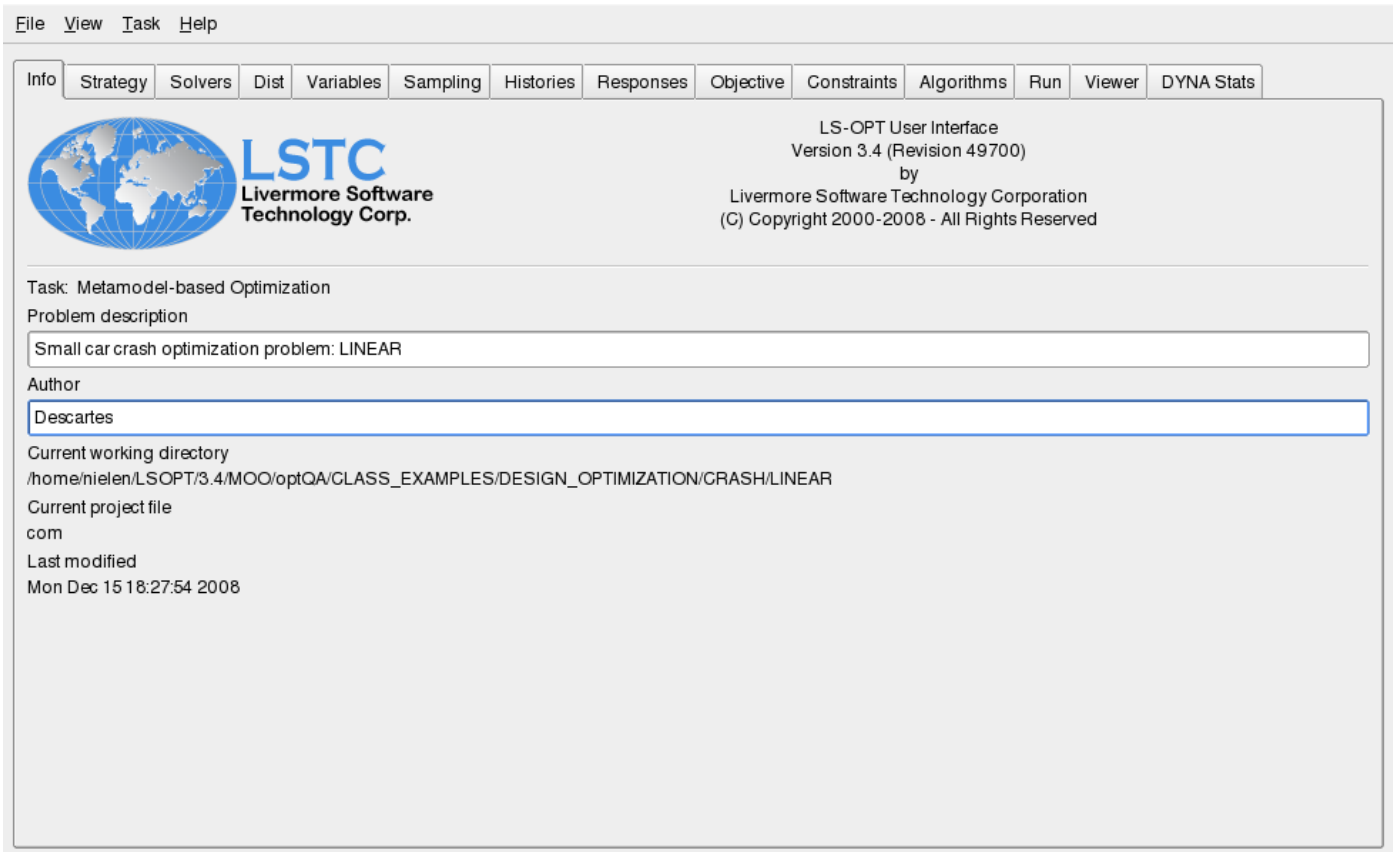 File View Task Help
Info Strategy Solvers Dist Variables Sampling Histories Responses Objective Constraints Algorithms Run Viewer DYNA Stats
LSTC
Livermore Software
Technology Corp.
LS-OPT User Interface
Version 3.4 (Revision 49700)
by
Livermore Software Technology Corporation
(C) Copyright 2000-2008 - All Rights Reserved
Task: Metamodel-based Optimization
Problem description
Small car crash optimization problem: LINEAR
Author
Descartes
Current working directory
/home/nielen/LSOPT/3.4/MOO/optQA/CLASS_EXAMPLES/DESIGN_OPTIMIZATION/CRASH/LINEAR
Current project file
com
Last modified
Mon Dec 15 18:27:54 2008